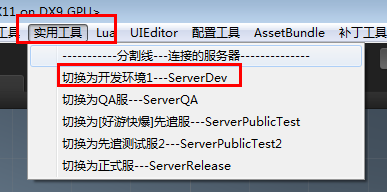 X11 on DX9 GPU>
实用工具 Lua UIEditor 配置工具 AssetBundle 补丁工具
-----------分割线---连接的服务器--------------
切换为开发环境1---ServerDev
切换为QA服---ServerQA
切换为[好游快爆]先遣服---ServerPublicTest
切换为先遣测试服2---ServerPublicTest2
切换为正式服---ServerRelease